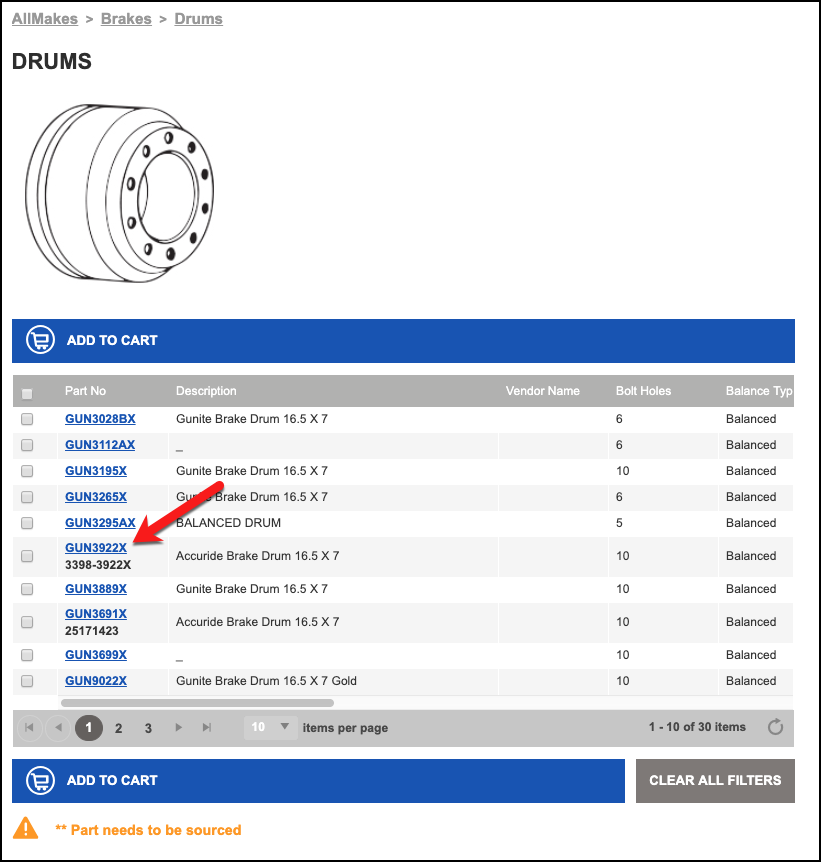 AllMakes > Brakes > Drums
DRUMS
ADD TO CART
Part No Description Vendor Name Bolt Holes Balance Typ
GUN3028BX Gunite Brake Drum 16.5 X 7 6 Balanced
GUN3112AX _ 6 Balanced
GUN3195X Gunite Brake Drum 16.5 X 7 10 Balanced
GUN3265X Gunite Brake Drum 16.5 X 7 6 Balanced
GUN3295AX BALANCED DRUM 5 Balanced
GUN3922X
3398-3922X Accuride Brake Drum 16.5 X 7 10 Balanced
GUN3889X Gunite Brake Drum 16.5 X 7 10 Balanced
GUN3691X
25171423 Accuride Brake Drum 16.5 X 7 10 Balanced
GUN3699X _ 10 Balanced
GUN9022X Gunite Brake Drum 16.5 X 7 Gold 10 Balanced
1 2 3 10 items per page 1 - 10 of 30 items
ADD TO CART CLEAR ALL FILTERS
** Part needs to be sourced